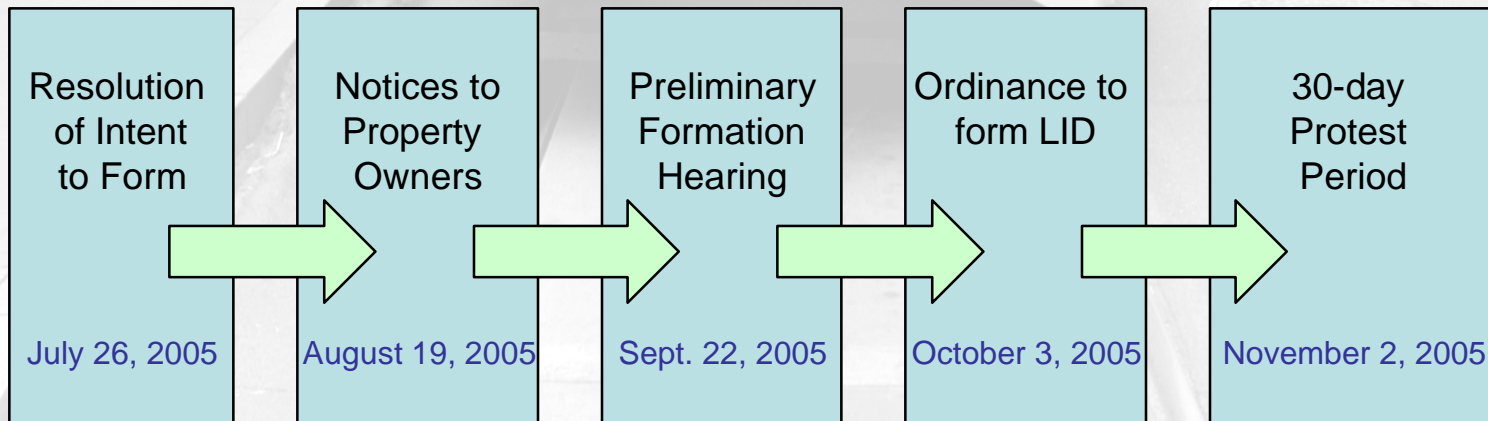 Resolution
of Intent
to Form
July 26, 2005
Notices to
Property
Owners
August 19, 2005
Preliminary
Formation
Hearing
Sept. 22, 2005
Ordinance to
form LID
October 3, 2005
30-day
Protest
Period
November 2, 2005